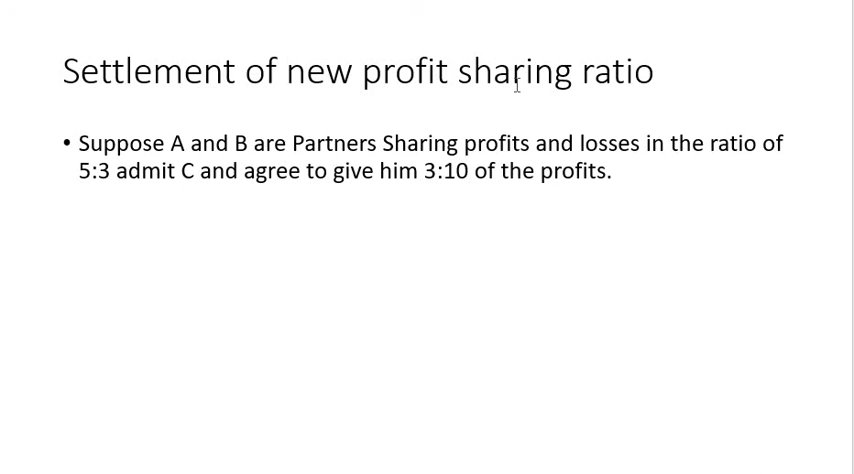 Settlement of new profit sharing ratio
• Suppose A and B are Partners Sharing profits and losses in the ratio of
5:3 admit C and agree to give him 3:10 of the profits.